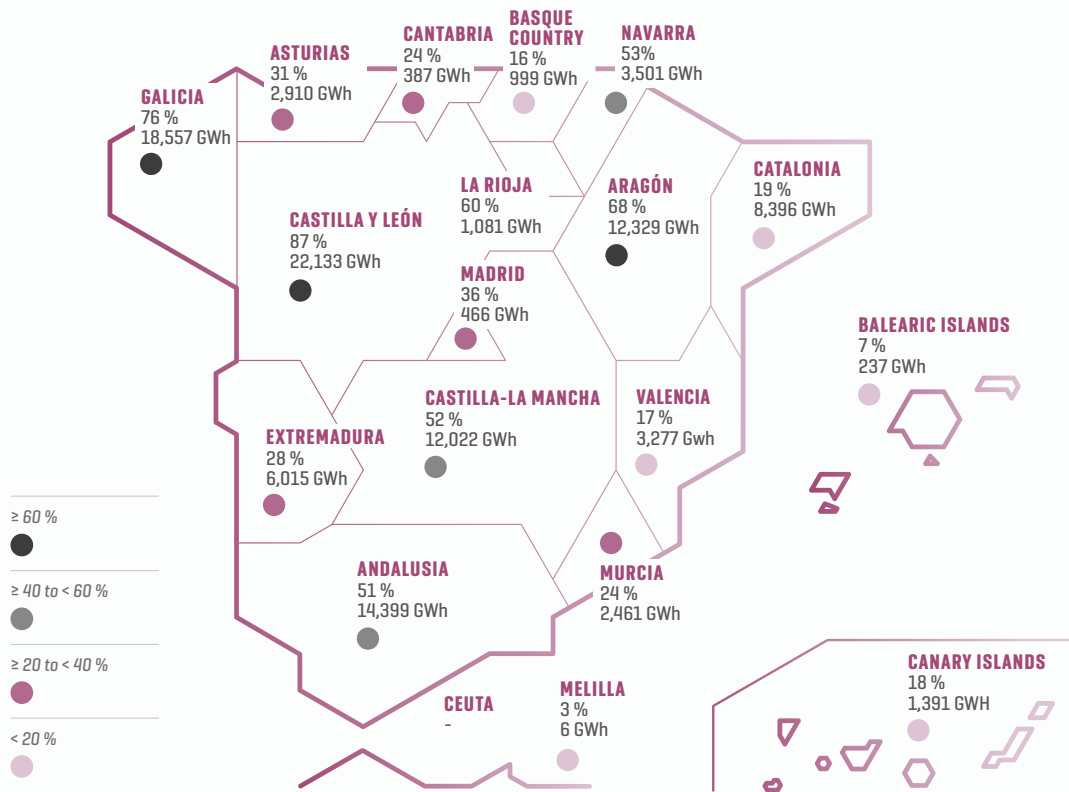 BASQUE
COUNTRY
16 %
999 GWh
CANTABRIA
24 %
387 GWh
NAVARRA
53%
3,501 GWh
ASTURIAS
31 %
2,910 GWh
GALICIA
76 %
18,557 GWh
LA RIOJA
60 %
1,081 GWh
ARAGÓN
68 %
12,329 GWh
CATALONIA
19 %
8,396 GWh
CASTILLA Y LEÓN
87 %
22,133 GWh
MADRID
36 %
466 GWh
BALEARIC ISLANDS
7 %
237 GWh
CASTILLA-LA MANCHA
52 %
12,022 GWh
VALENCIA
17 %
3,277 Gwh
EXTREMADURA
28 %
6,015 GWh
ANDALUSIA
51 %
14,399 GWh
MURCIA
24 %
2,461 GWh
CEUTA
-
MELILLA
3 %
6 GWh
CANARY ISLANDS
18 %
1,391 GWH
≥ 60 %
≥ 40 to < 60 %
≥ 20 to < 40 %
< 20 %